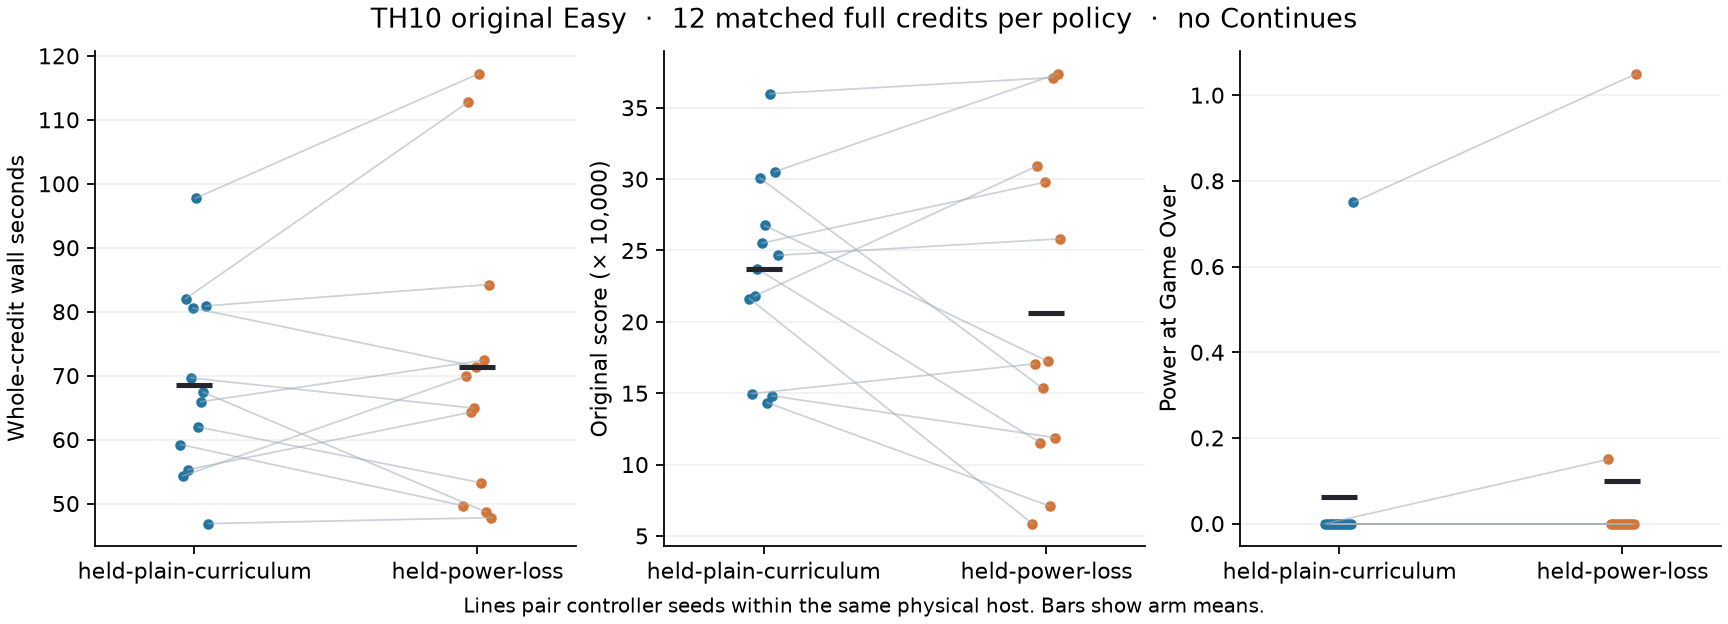 TH10 original Easy · 12 matched full credits per policy · no Continues
Whole-credit wall seconds
120
110
100
90
80
70
60
50
held-plain-curriculum
held-power-loss
Original score (× 10,000)
35
30
25
20
15
10
5
held-plain-curriculum
held-power-loss
Power at Game Over
1.0
0.8
0.6
0.4
0.2
0.0
held-plain-curriculum
held-power-loss
Lines pair controller seeds within the same physical host. Bars show arm means.